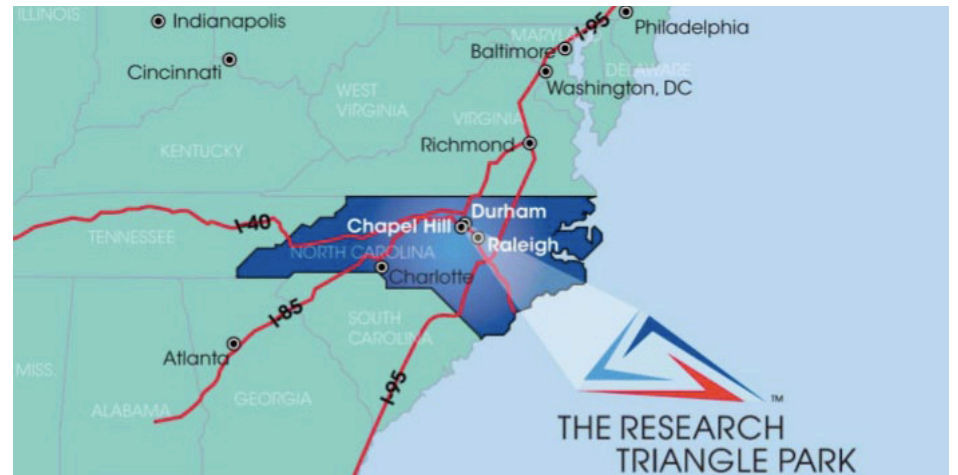 ILLINOIS
Indianapolis
Cincinnati
WEST
VIRGINIA
KENTUCKY
MARYLAND
I-95
Philadelphia
Baltimore
DELAWARE
Washington, DC
VIRGINIA
Richmond
I-40
TENNESSEE
Durham
Chapel Hill
Raleigh
NORTH CAROLINA
Charlotte
I-85
SOUTH
CAROLINA
Atlanta
MISS.
ALABAMA
GEORGIA
I-95
TM
THE RESEARCH
TRIANGLE PARK